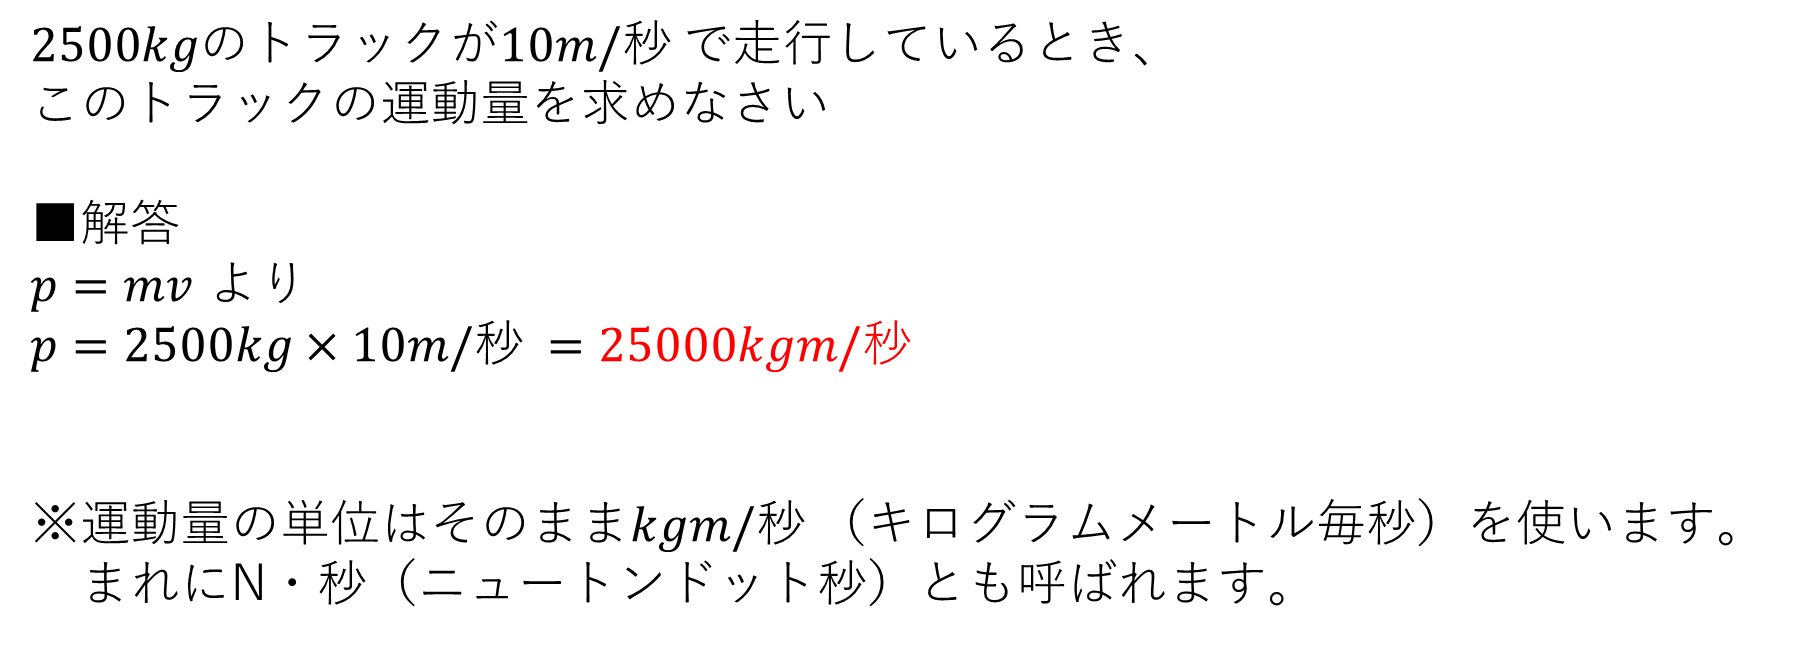 2500kgのトラックが10m/秒 で走行しているとき、
このトラックの運動量を求めなさい
■解答
p = mv より
p = 2500kg × 10m/秒 = 25000kgm/秒
※運動量の単位はそのままkgm/秒 （キログラムメートル毎秒）を使います。
まれにN・秒（ニュートンドット秒）とも呼ばれます。